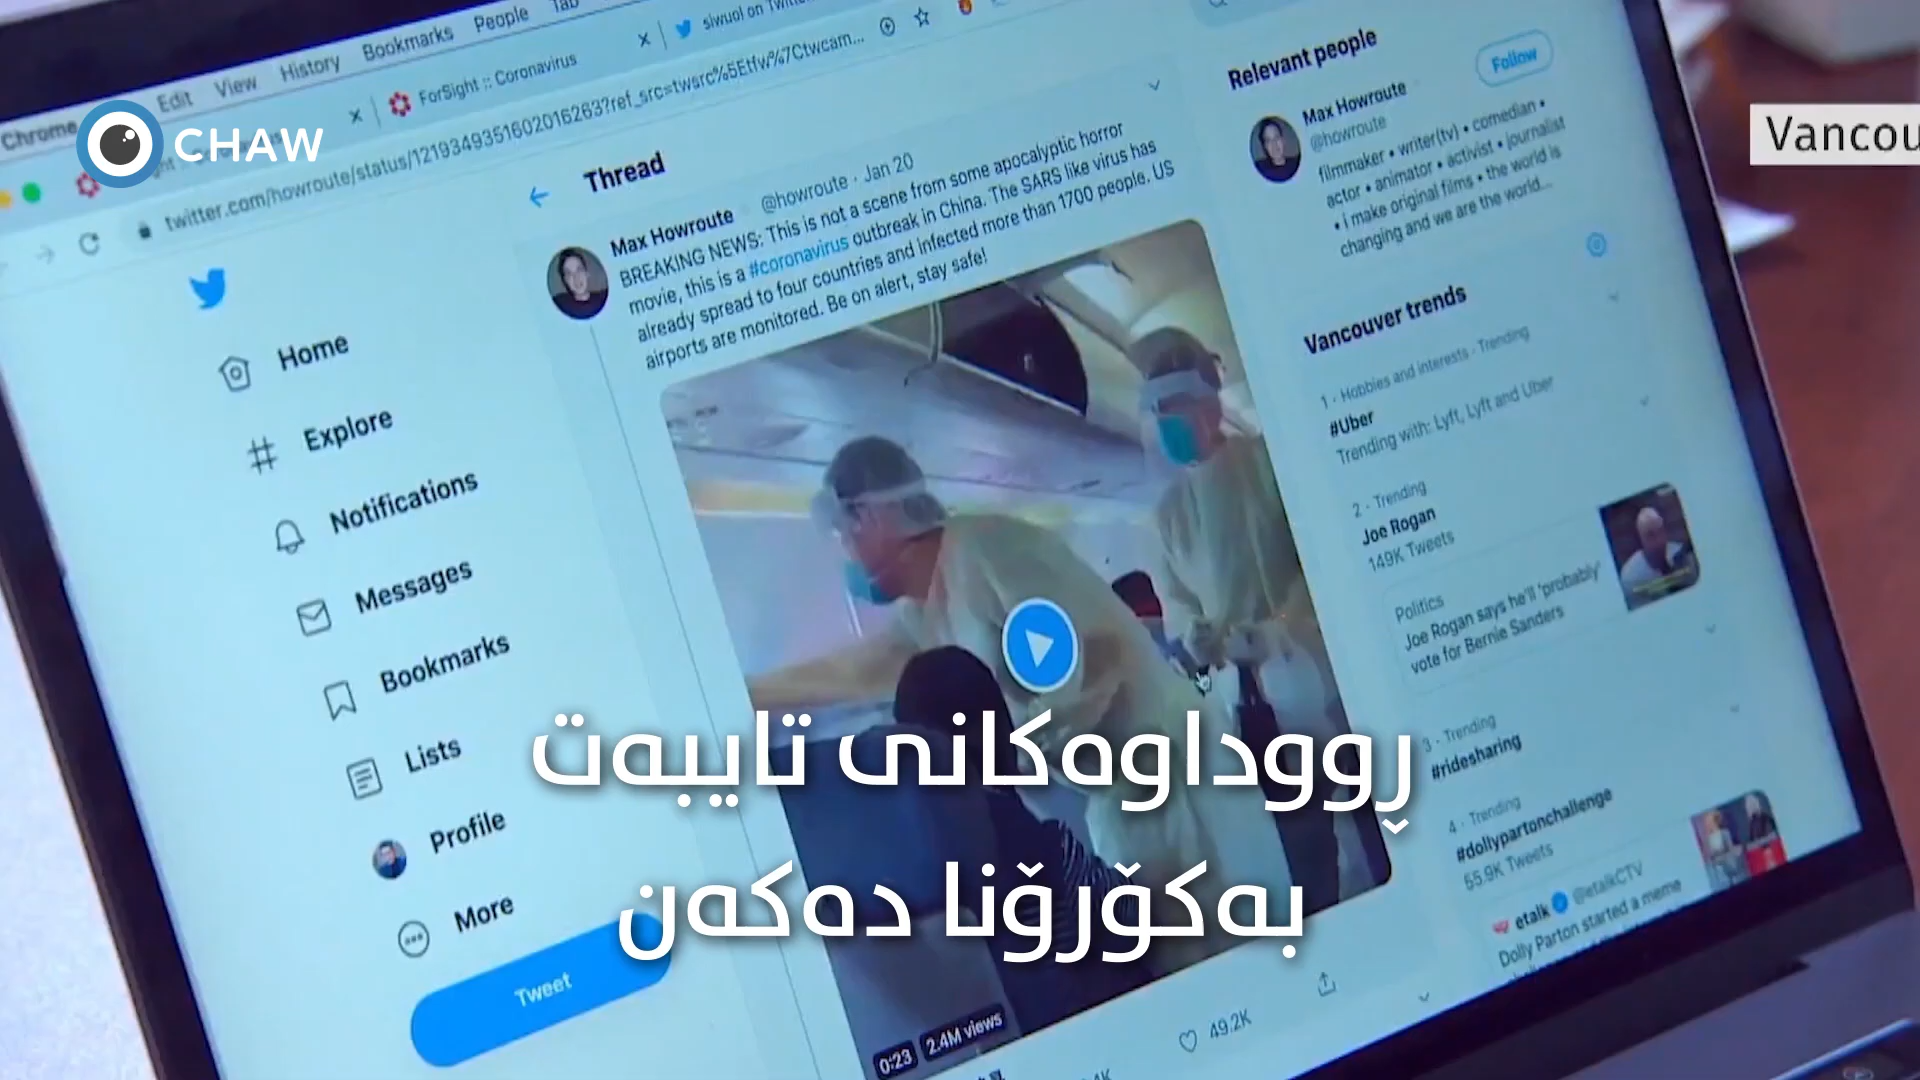 Chrome
Edit
View
History
Bookmarks
People
Tab
ForSight :: Coronavirus
siwuol on Twitter
twitter.com/howroute/status/1219349351602016263?ref_src=twsrc%5Etfw%7Ctwcam...
CHAW
Vancou
Home
Explore
Notifications
Messages
Bookmarks
Lists
Profile
More
Tweet
Thread
Max Howroute @howroute · Jan 20
BREAKING NEWS: This is not a scene from some apocalyptic horror
movie, this is a #coronavirus outbreak in China. The SARS like virus has
already spread to four countries and infected more than 1700 people. US
airports are monitored. Be on alert, stay safe!
0:23
2.4M views
49.2K
Relevant people
Max Howroute
@howroute
Follow
filmmaker • writer(tv) • comedian •
actor • animator • activist • journalist
• i make original films • the world is
changing and we are the world...
Vancouver trends
1 · Hobbies and interests · Trending
#Uber
Trending with: Lyft, Lyft and Uber
2 · Trending
Joe Rogan
149K Tweets
Politics
Joe Rogan says he'll 'probably'
vote for Bernie Sanders
3 · Trending
#ridesharing
4 · Trending
#dollypartonchallenge
55.9K Tweets
etalk @etalkCTV
Dolly Parton started a meme
ڕووداوەکانی تایبەت
بەکۆرۆنا دەکەن